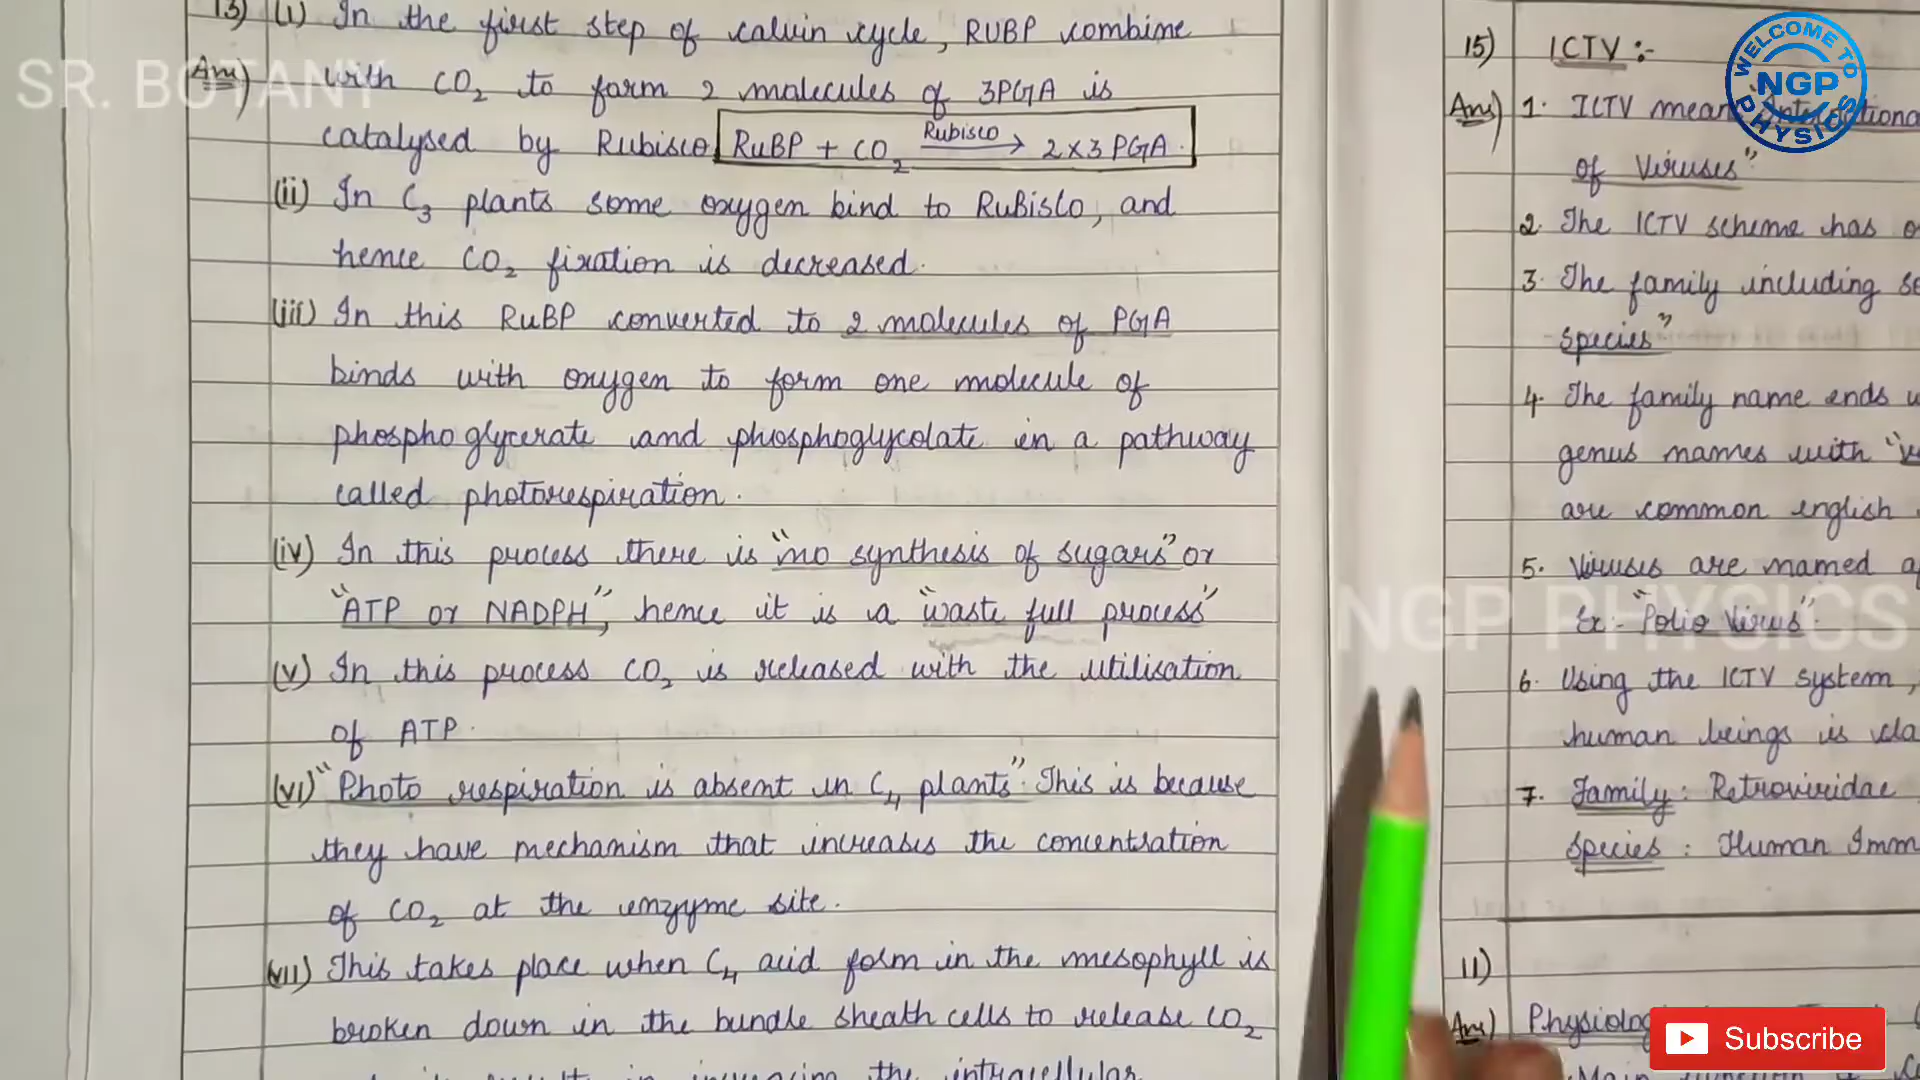 13) (i) In the first step of calvin cycle, RUBP combine
Ans) with CO₂ to form 2 molecules of 3PGA is
catalysed by Rubisco RuBP + CO₂ Rubisco → 2x3 PGA.
(ii) In C₃ plants some oxygen bind to RuBisCo, and
hence CO₂ fixation is decreased.
(iii) In this RuBP converted to 2 molecules of PGA
binds with oxygen to form one molecule of
phosphoglycerate and phosphoglycolate in a pathway
called photorespiration.
(iv) In this process there is "no synthesis of sugars" or
"ATP or NADPH", hence it is a "waste full process"
(v) In this process CO₂ is released with the utilisation
of ATP.
(vi) "Photo respiration is absent in C₄ plants". This is because
they have mechanism that increases the concentration
of CO₂ at the enzyme site.
(vii) This takes place when C₄ acid form in the mesophyll is
broken down in the bundle sheath cells to release CO₂
in increasing the intracellular
15) ICTV :-
Ans) 1. ICTV means "
of Viruses"
2. The ICTV scheme has
3. The family including
species"
4. The family name ends
genus names with "
are common english
5. Viruses are named
Ex:- "Polio Virus".
6. Using the ICTV system,
human beings is
7. Family: Retroviridae
Species: Human
11)
Ans)
SR. BOTANY
NGP PHYSICS
WELCOME TO
NGP
PHYSICS
Subscribe